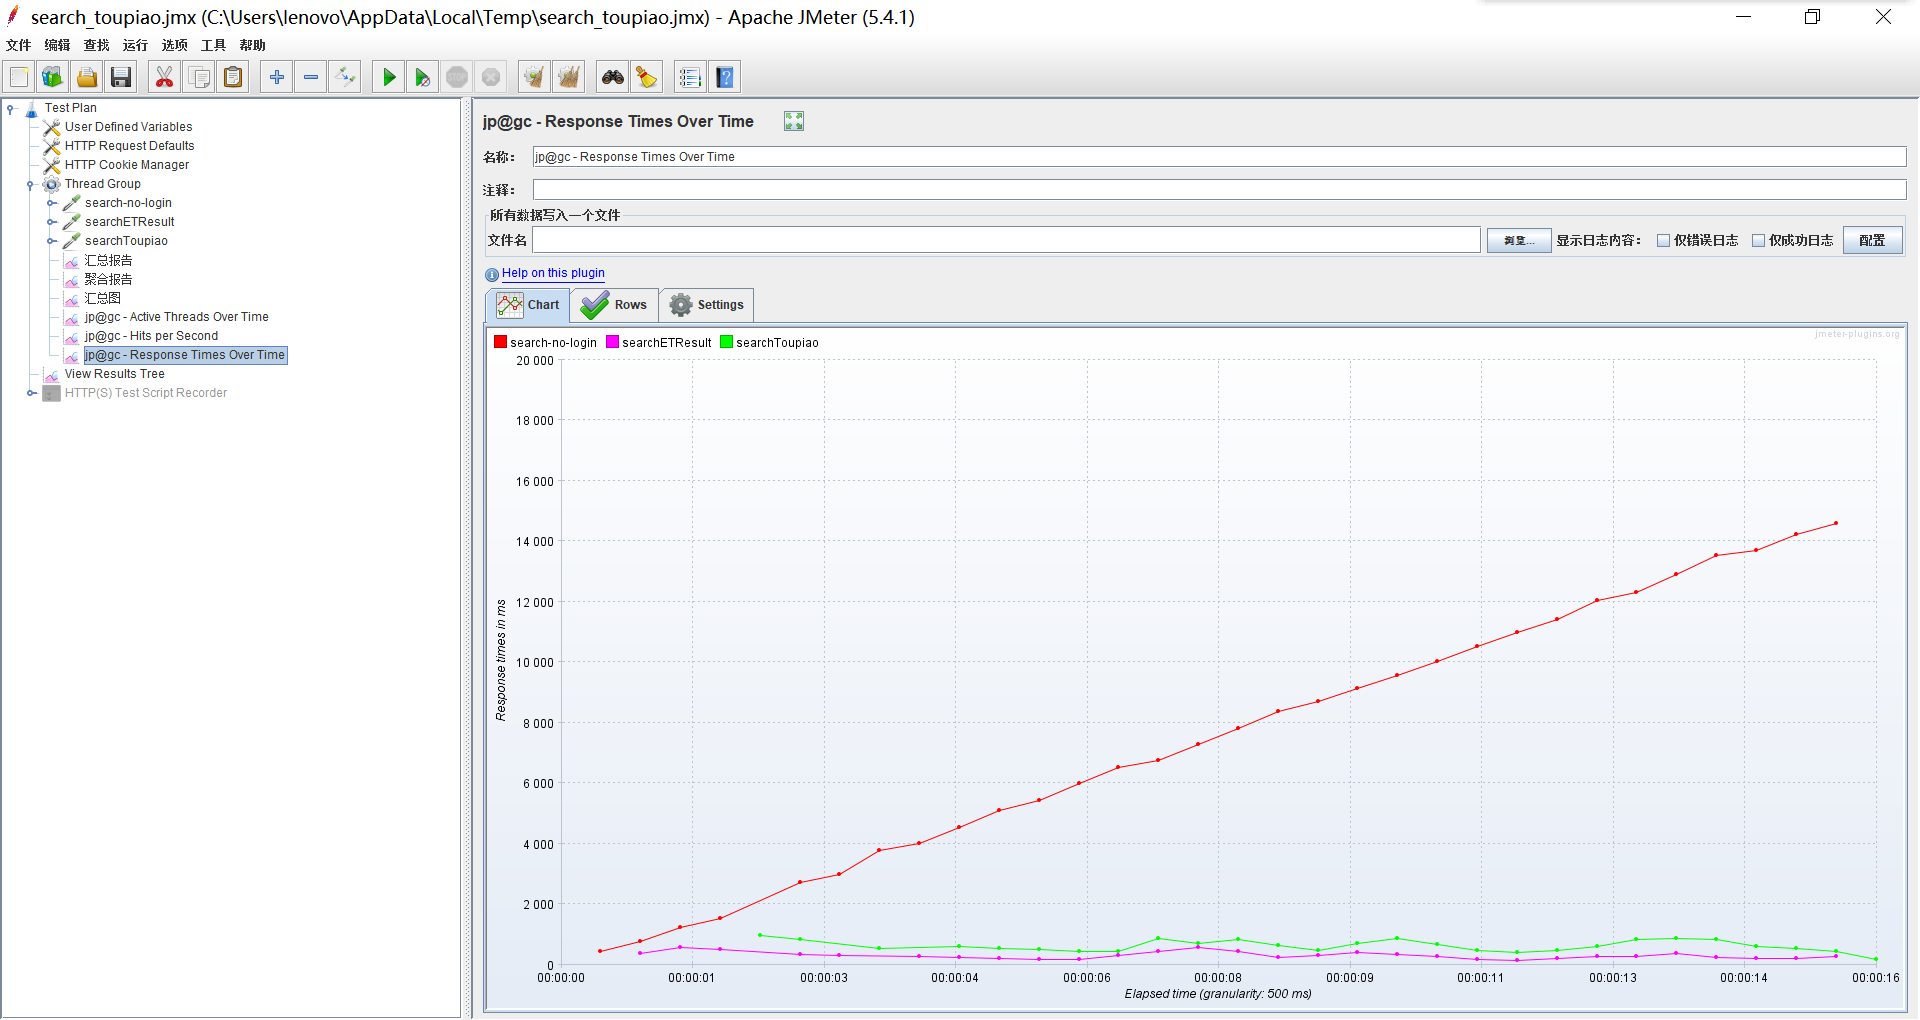 search_toupiao.jmx (C:\Users\lenovo\AppData\Local\Temp\search_toupiao.jmx) - Apache JMeter (5.4.1)
文件 编辑 查找 运行 选项 工具 帮助
STOP
Test Plan
User Defined Variables
HTTP Request Defaults
HTTP Cookie Manager
Thread Group
search-no-login
searchETResult
searchToupiao
汇总报告
聚合报告
汇总图
jp@gc - Active Threads Over Time
jp@gc - Hits per Second
jp@gc - Response Times Over Time
View Results Tree
HTTP(S) Test Script Recorder
jp@gc - Response Times Over Time
名称: jp@gc - Response Times Over Time
注释:
所有数据写入一个文件
文件名 浏览... 显示日志内容: 仅错误日志 仅成功日志 配置
Help on this plugin
Chart Rows Settings
search-no-login searchETResult searchToupiao
jmeter-plugins.org
20 000
18 000
16 000
14 000
12 000
10 000
8 000
6 000
4 000
2 000
0
Response times in ms
00:00:00 00:00:01 00:00:03 00:00:04 00:00:06 00:00:08 00:00:09 00:00:11 00:00:13 00:00:14 00:00:16
Elapsed time (granularity: 500 ms)